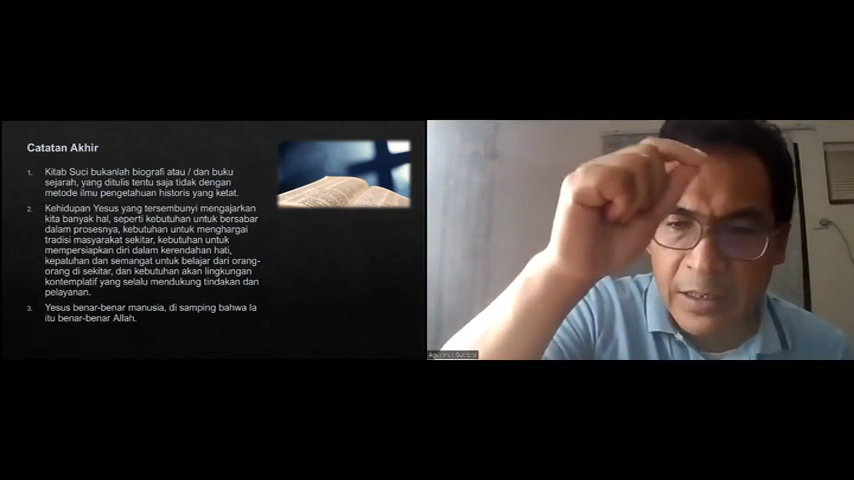 Catatan Akhir
1. Kitab Suci bukanlah biografi atau / dan buku
sejarah, yang ditulis tentu saja tidak dengan
metode ilmu pengetahuan historis yang ketat.
2. Kehidupan Yesus yang tersembunyi mengajarkan
kita banyak hal, seperti kebutuhan untuk bersabar
dalam prosesnya, kebutuhan untuk menghargai
tradisi masyarakat sekitar, kebutuhan untuk
mempersiapkan diri dalam kerendahan hati,
kepatuhan dan semangat untuk belajar dari orang-
orang di sekitar, dan kebutuhan akan lingkungan
kontemplatif yang selalu mendukung tindakan dan
pelayanan.
3. Yesus benar-benar manusia, di samping bahwa Ia
itu benar-benar Allah.